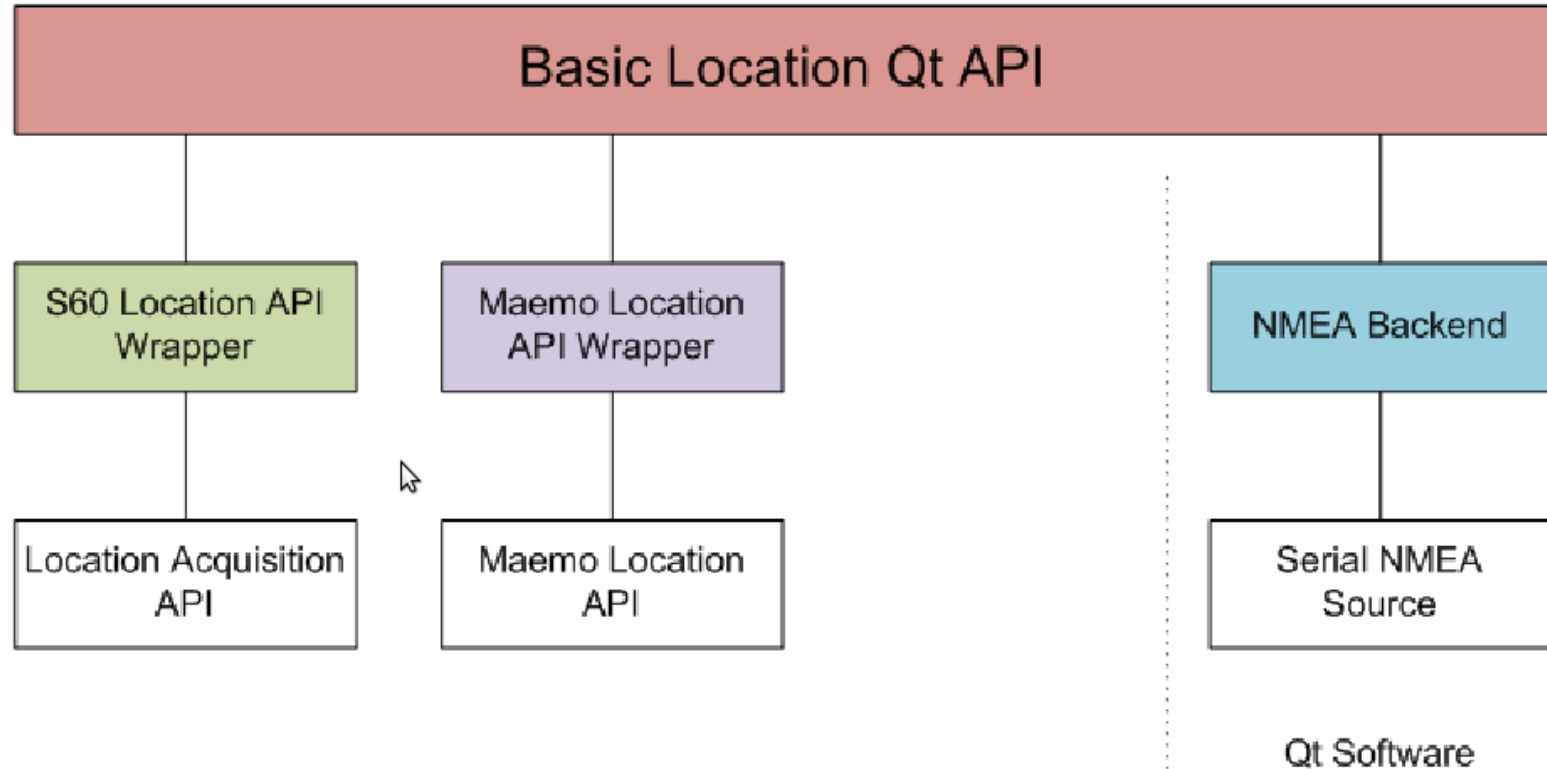 Basic Location Qt API
S60 Location API
Wrapper
Maemo Location
API Wrapper
NMEA Backend
Location Acquisition
API
Maemo Location
API
Serial NMEA
Source
Qt Software